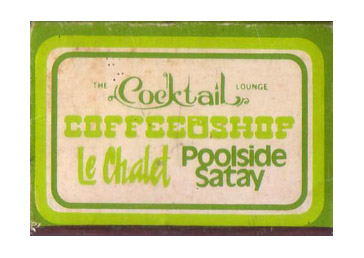 THE Cocktail LOUNGE
COFFEE SHOP
Le Chalet Poolside
Satay